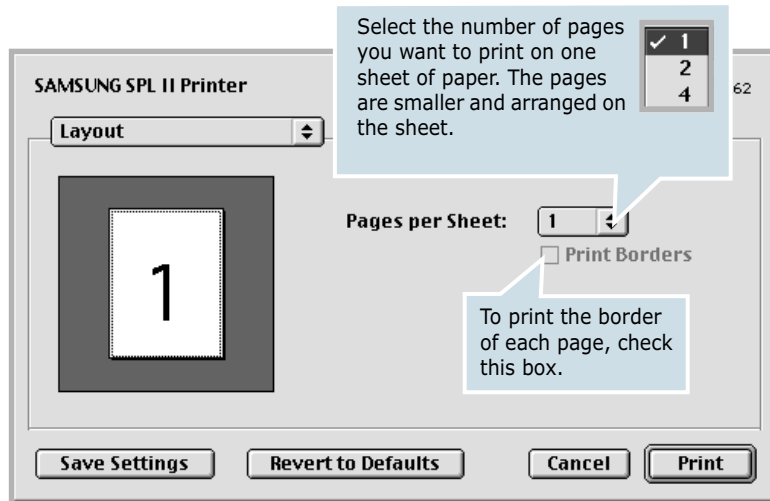 Select the number of pages
you want to print on one
sheet of paper. The pages
are smaller and arranged on
the sheet.
✓ 1
2
4
SAMSUNG SPL II Printer
62
Layout
1
Pages per Sheet: 1
Print Borders
To print the border
of each page, check
this box.
Save Settings Revert to Defaults Cancel Print